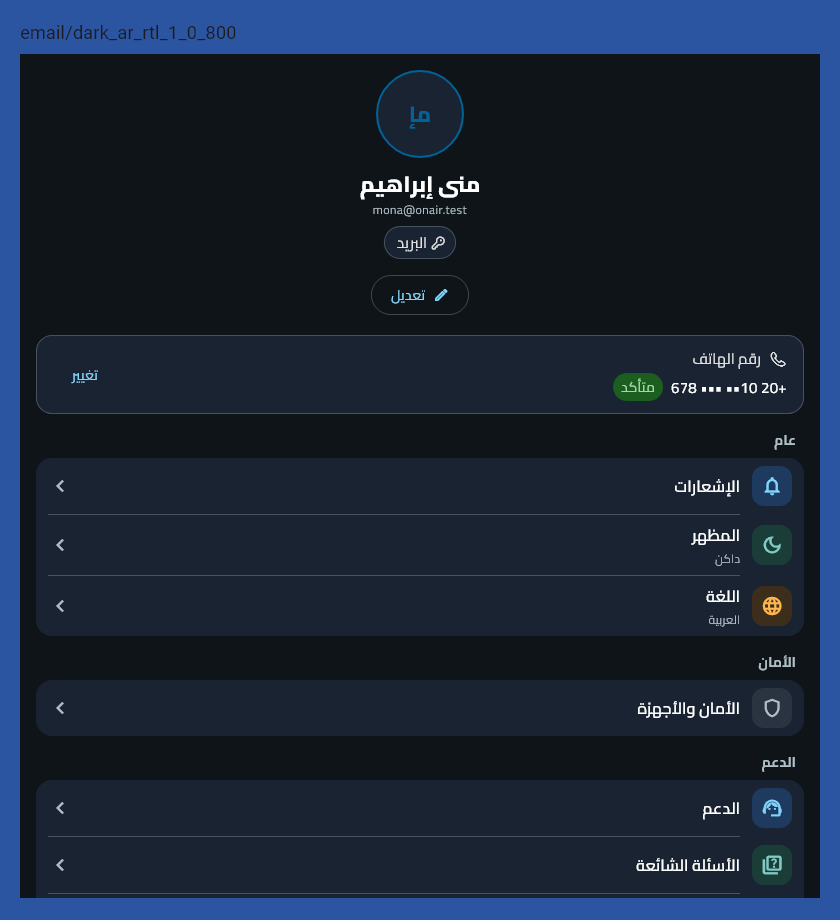 email/dark_ar_rtl_1_0_800
مإ
منى إبراهيم
mona@onair.test
البريد
تعديل
رقم الهاتف
+20 10•• ••• 678 متأكد
تغيير
عام
الإشعارات
المظهر
داكن
اللغة
العربية
الأمان
الأمان والأجهزة
الدعم
الدعم
الأسئلة الشائعة